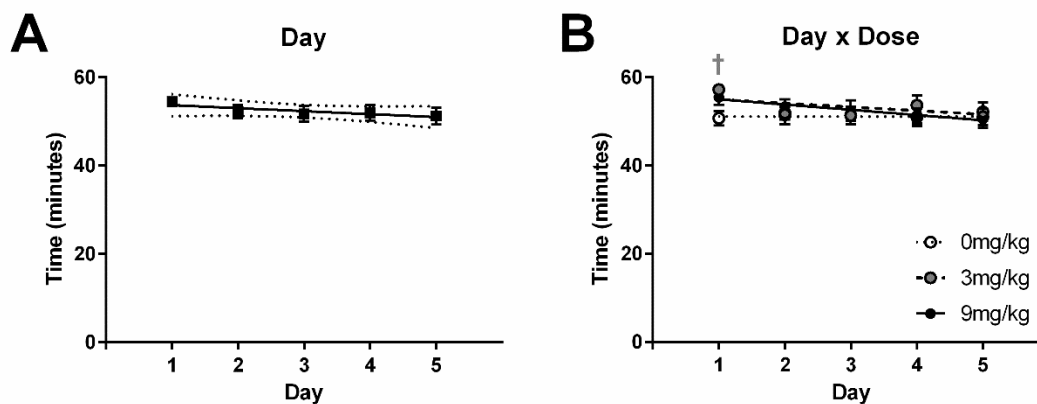 A
Day
Time (minutes)
60
40
20
0
1 2 3 4 5
Day
B
Day x Dose
†
Time (minutes)
60
40
20
0
0mg/kg
3mg/kg
9mg/kg
1 2 3 4 5
Day